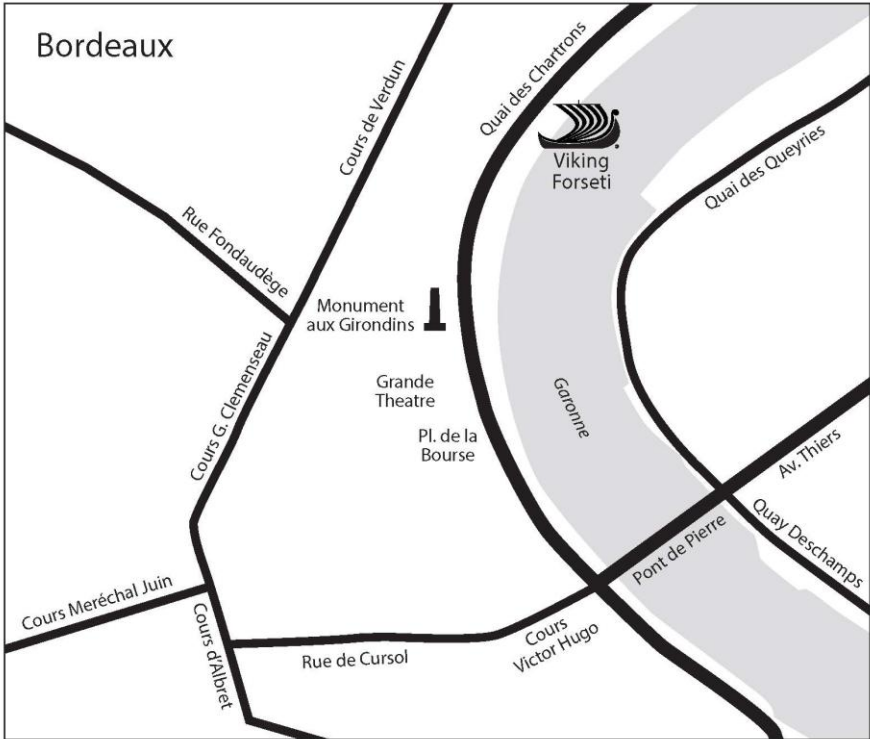 Bordeaux
Quai des Chartrons
Cours de Verdun
Viking
Forseti
Quai des Queyries
Rue Fondaudège
Monument
aux Girondins
Cours G. Clemenseau
Grande
Theatre
Garonne
Pl. de la
Bourse
Av. Thiers
Pont de Pierre
Quay Deschamps
Cours Meréchal Juin
Cours d'Albret
Rue de Cursol
Cours
Victor Hugo